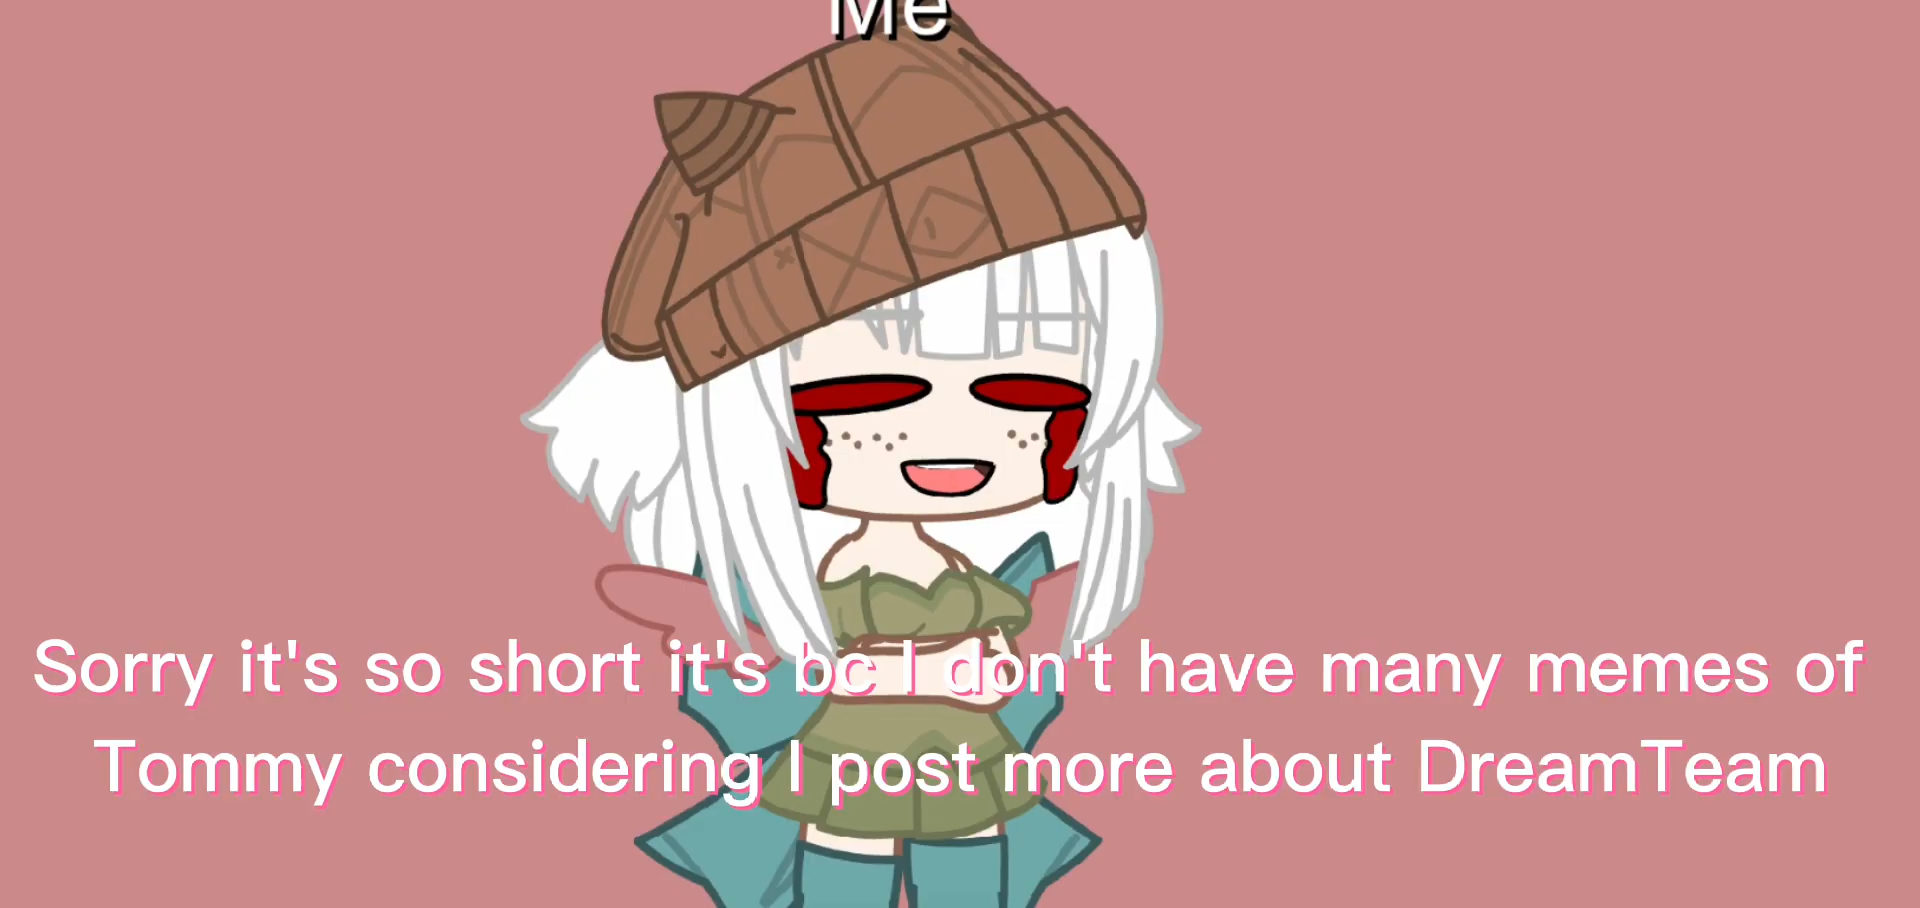 Me
Sorry it's so short it's bc I don't have many memes of
Tommy considering I post more about DreamTeam